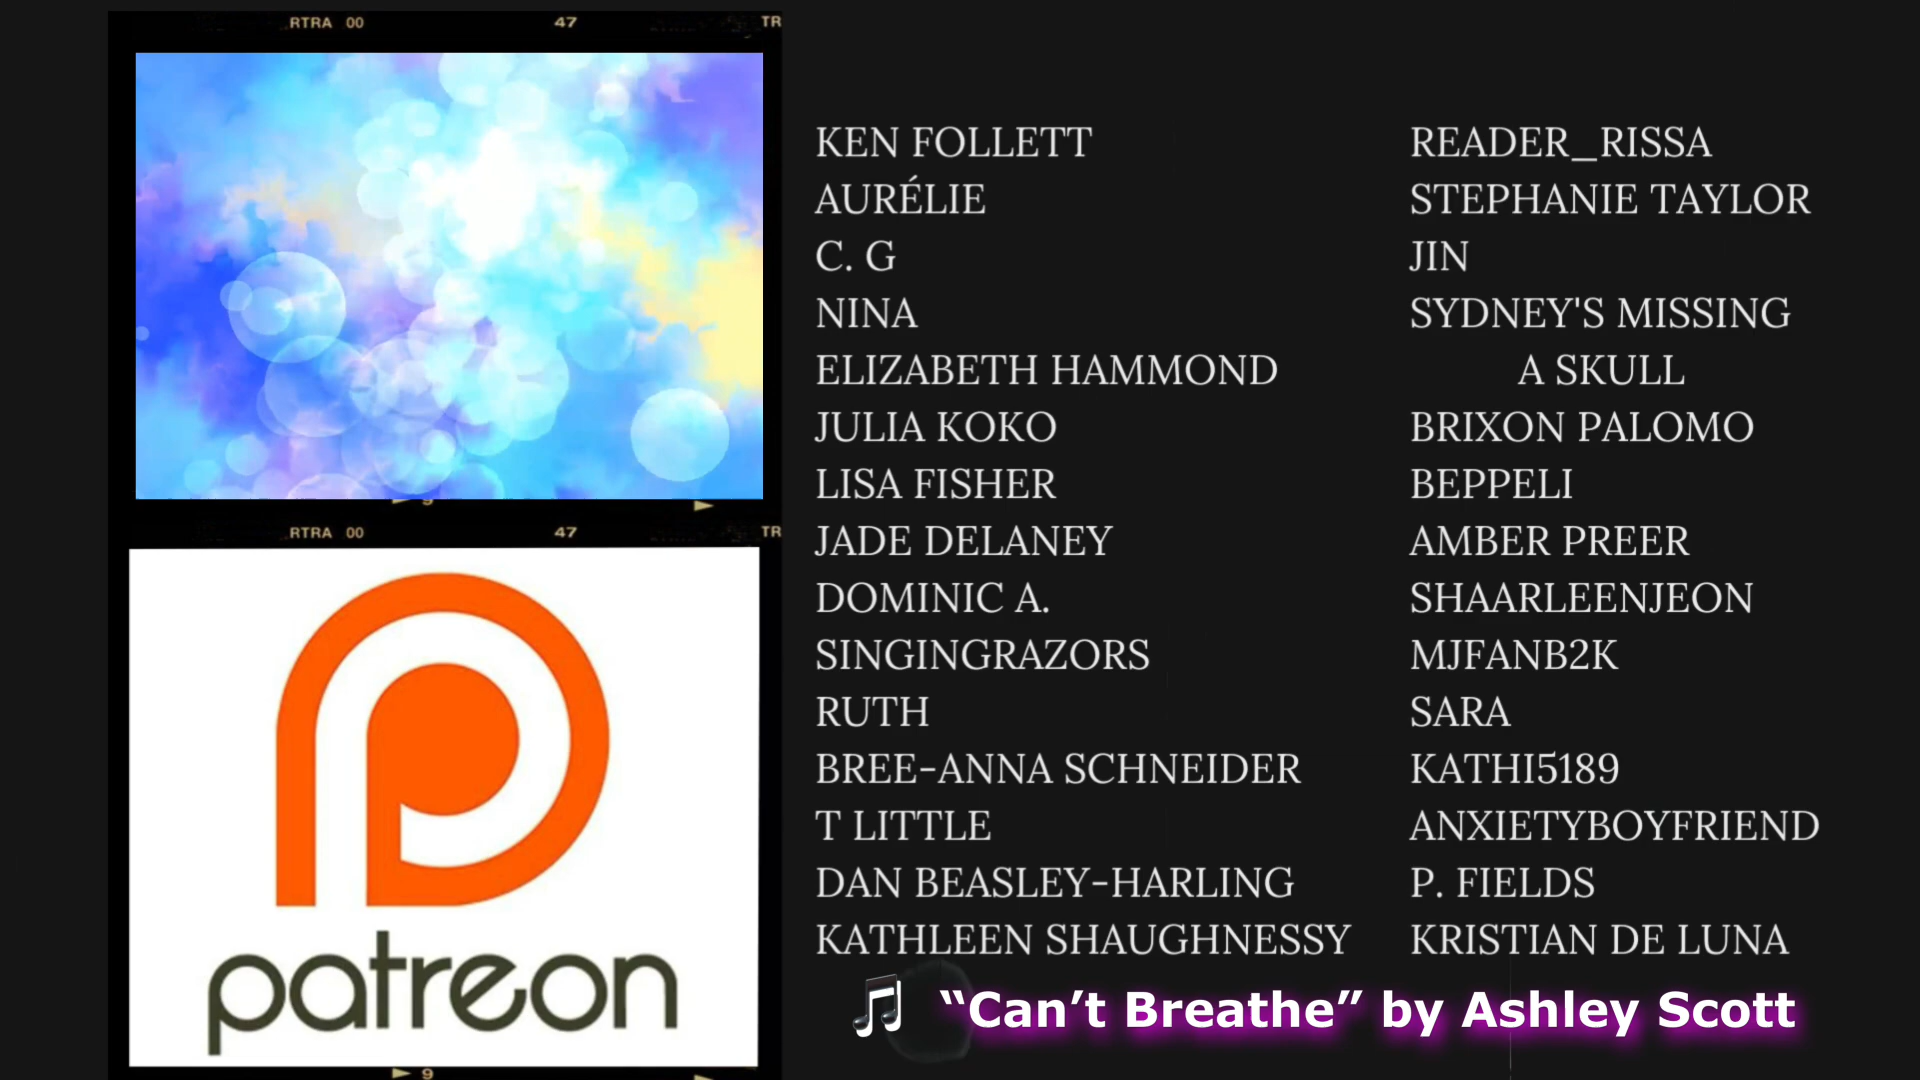 RTRA 00 47 TR
9
RTRA 00 47 TR
patreon
9
KEN FOLLETT
AURÉLIE
C. G
NINA
ELIZABETH HAMMOND
JULIA KOKO
LISA FISHER
JADE DELANEY
DOMINIC A.
SINGINGRAZORS
RUTH
BREE-ANNA SCHNEIDER
T LITTLE
DAN BEASLEY-HARLING
KATHLEEN SHAUGHNESSY
READER_RISSA
STEPHANIE TAYLOR
JIN
SYDNEY'S MISSING
A SKULL
BRIXON PALOMO
BEPPELI
AMBER PREER
SHAARLEENJEON
MJFANB2K
SARA
KATHI5189
ANXIETYBOYFRIEND
P. FIELDS
KRISTIAN DE LUNA
“Can’t Breathe” by Ashley Scott